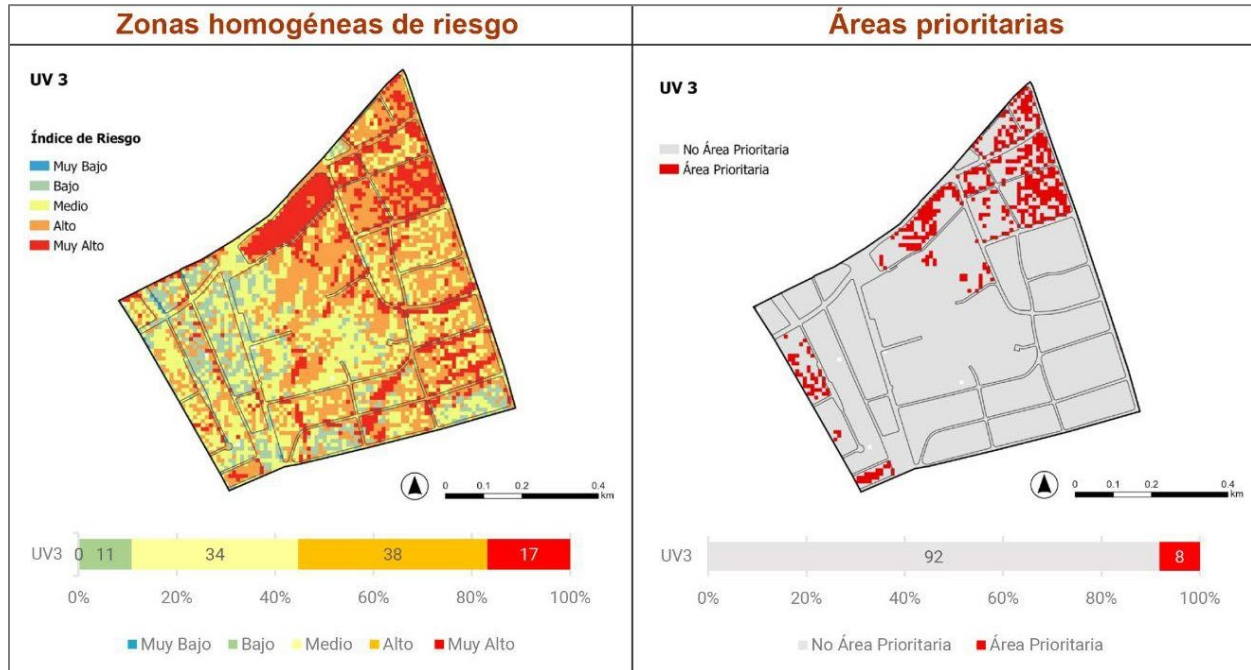 Zonas homogéneas de riesgo
UV 3
Índice de Riesgo
Muy Bajo
Bajo
Medio
Alto
Muy Alto
0 0.1 0.2 0.4
km
UV3 0 11 34 38 17
0% 20% 40% 60% 80% 100%
Muy Bajo Bajo Medio Alto Muy Alto
Áreas prioritarias
UV 3
No Área Prioritaria
Área Prioritaria
0 0.1 0.2 0.4
km
UV3 92 8
0% 20% 40% 60% 80% 100%
No Área Prioritaria Área Prioritaria